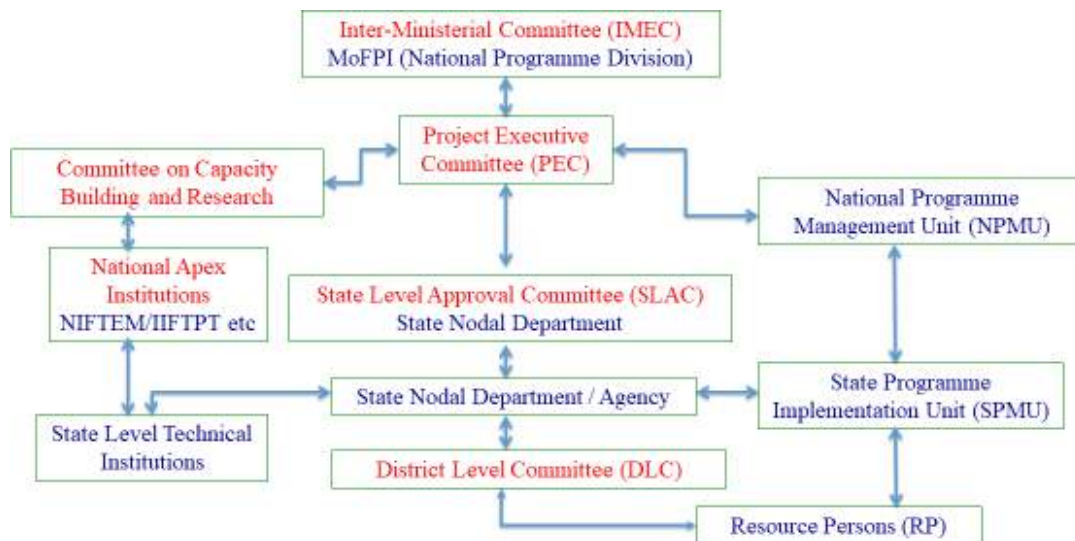 Inter-Ministerial Committee (IMEC)
MoFPI (National Programme Division)
Project Executive
Committee (PEC)
Committee on Capacity
Building and Research
National Programme
Management Unit (NPMU)
National Apex
Institutions
NIFTEM/IIFTPT etc
State Level Approval Committee (SLAC)
State Nodal Department
State Nodal Department / Agency
State Programme
Implementation Unit (SPMU)
State Level Technical
Institutions
District Level Committee (DLC)
Resource Persons (RP)